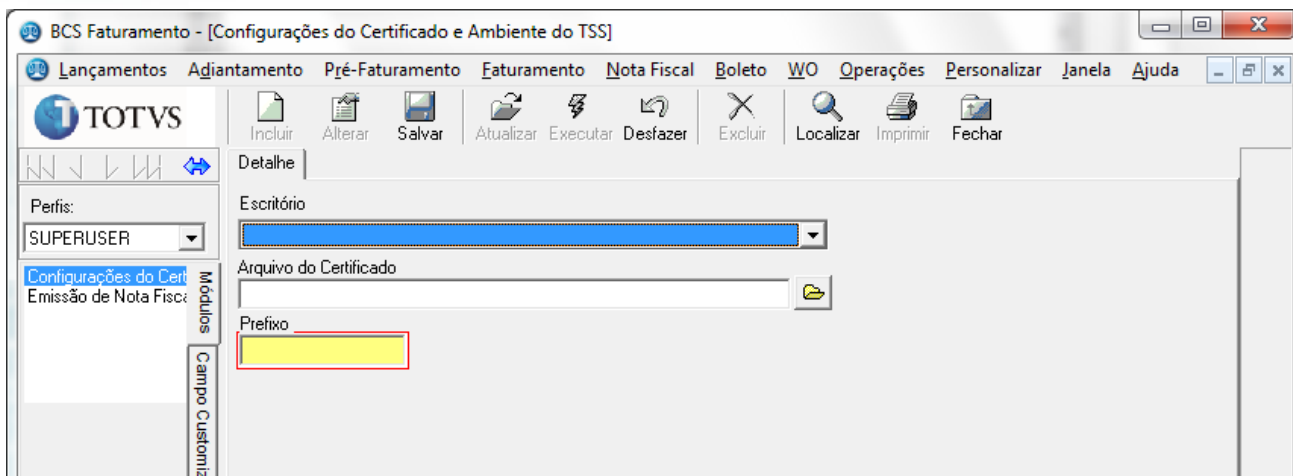 BCS Faturamento - [Configurações do Certificado e Ambiente do TSS]
Lançamentos Adiantamento Pré-Faturamento Faturamento Nota Fiscal Boleto WO Operações Personalizar Janela Ajuda
TOTVS
Incluir Alterar Salvar Atualizar Executar Desfazer Excluir Localizar Imprimir Fechar
Detalhe
Perfis:
SUPERUSER
Configurações do Cert
Emissão de Nota Fisca
Módulos
Campo Customiz
Escritório
Arquivo do Certificado
Prefixo